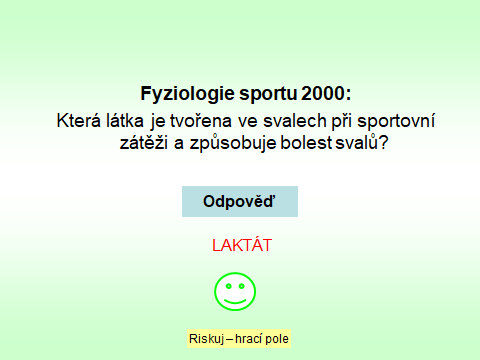 Fyziologie sportu 2000:
Která látka je tvořena ve svalech při sportovní
zátěži a způsobuje bolest svalů?
Odpověď
LAKTÁT
Riskuj – hrací pole